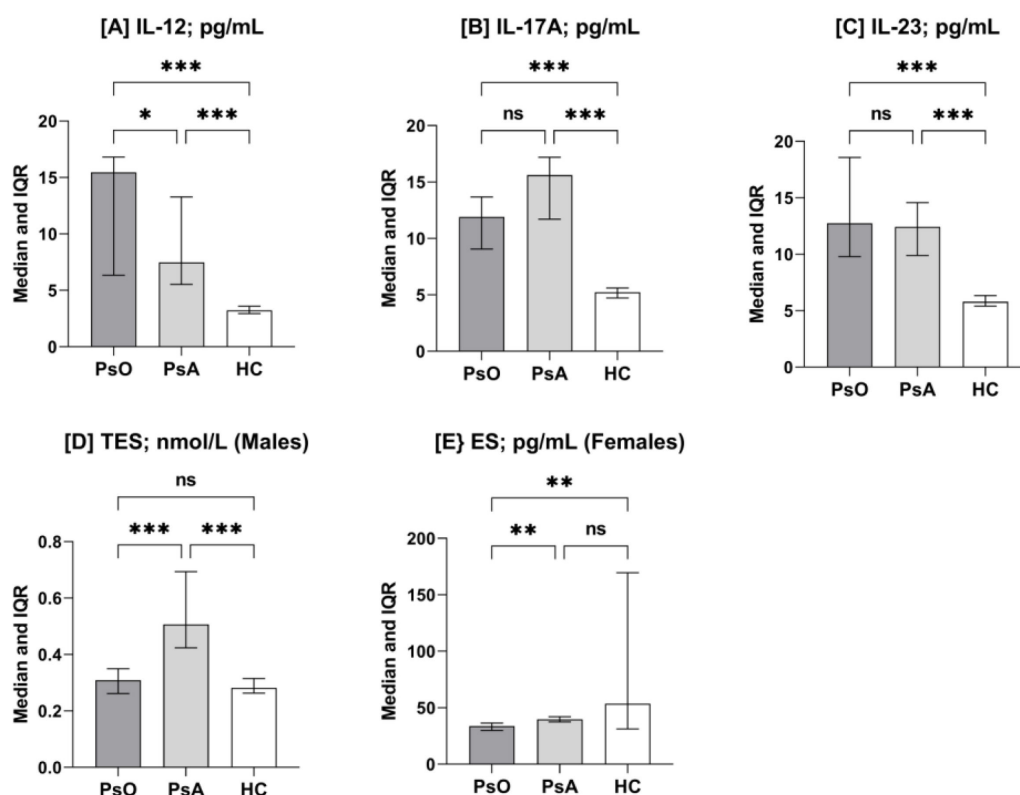 [A] IL-12; pg/mL
***
* ***
20
15
10
5
0
Median and IQR
PsO PsA HC
[B] IL-17A; pg/mL
***
ns ***
20
15
10
5
0
Median and IQR
PsO PsA HC
[C] IL-23; pg/mL
***
ns ***
20
15
10
5
0
Median and IQR
PsO PsA HC
[D] TES; nmol/L (Males)
ns
*** ***
0.8
0.6
0.4
0.2
0.0
Median and IQR
PsO PsA HC
[E} ES; pg/mL (Females)
**
** ns
200
150
100
50
0
Median and IQR
PsO PsA HC